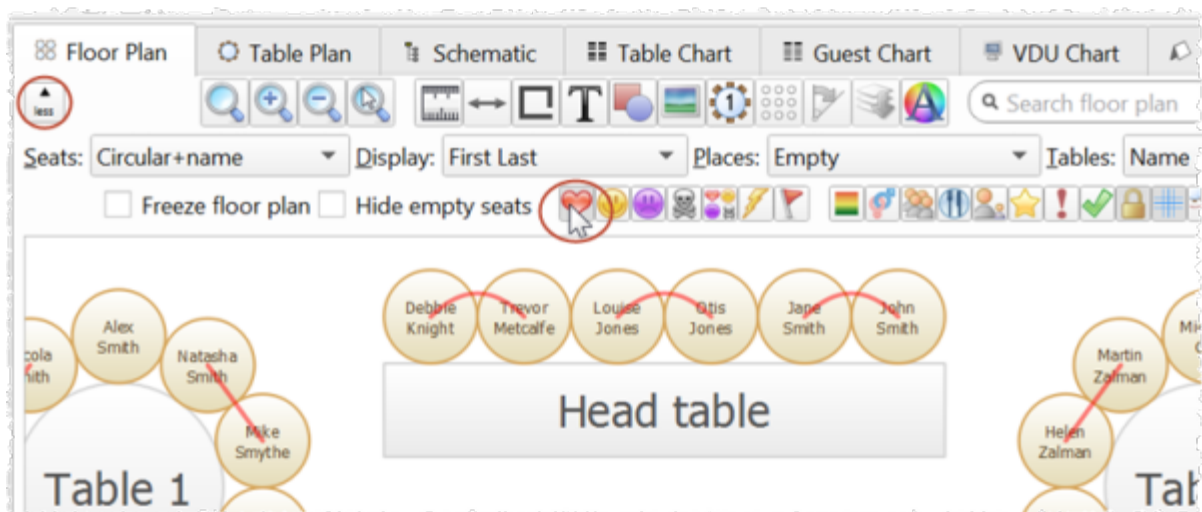 Floor Plan Table Plan Schematic Table Chart Guest Chart VDU Chart
less T 1 A Search floor plan
Seats: Circular+name Display: First Last Places: Empty Tables: Name
Freeze floor plan Hide empty seats
Debbie Knight
Trevor Metcalfe
Louise Jones
Otis Jones
Jane Smith
John Smith
Alex Smith
Natasha Smith
Mike Smythe
Martin Zalman
Helen Zalman
Head table
Table 1